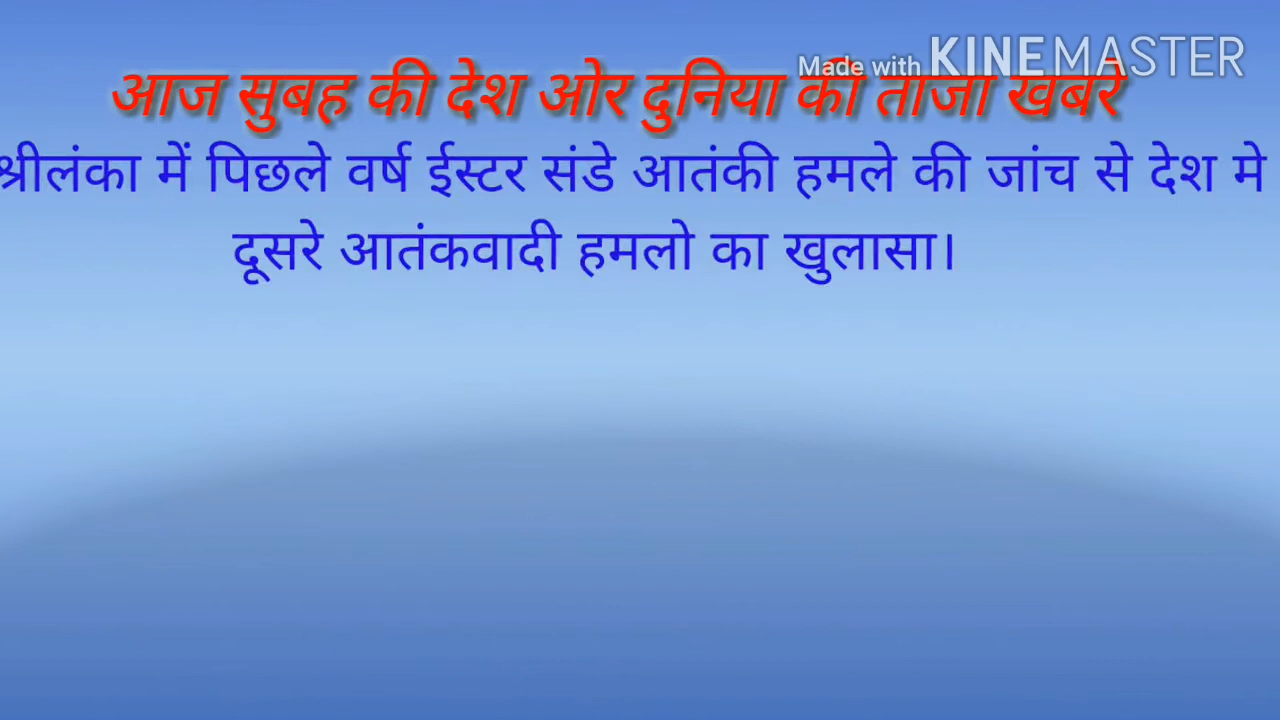 Made with KINEMASTER
आज सुबह की देश ओर दुनिया की ताजा खबरे
श्रीलंका में पिछले वर्ष ईस्टर संडे आतंकी हमले की जांच से देश मे
दूसरे आतंकवादी हमलो का खुलासा।